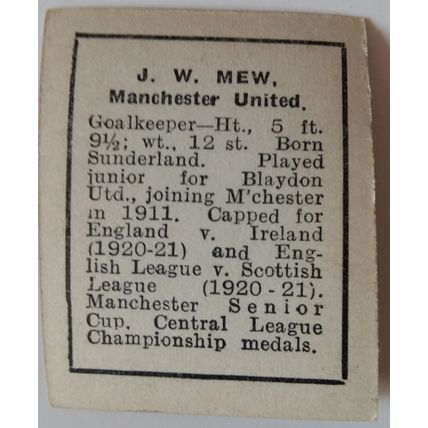 J. W. MEW,
Manchester United.
Goalkeeper—Ht., 5 ft.
9½; wt., 12 st. Born
Sunderland. Played
junior for Blaydon
Utd., joining M'chester
in 1911. Capped for
England v. Ireland
(1920-21) and Eng-
lish League v. Scottish
League (1920-21).
Manchester Senior
Cup. Central League
Championship medals.